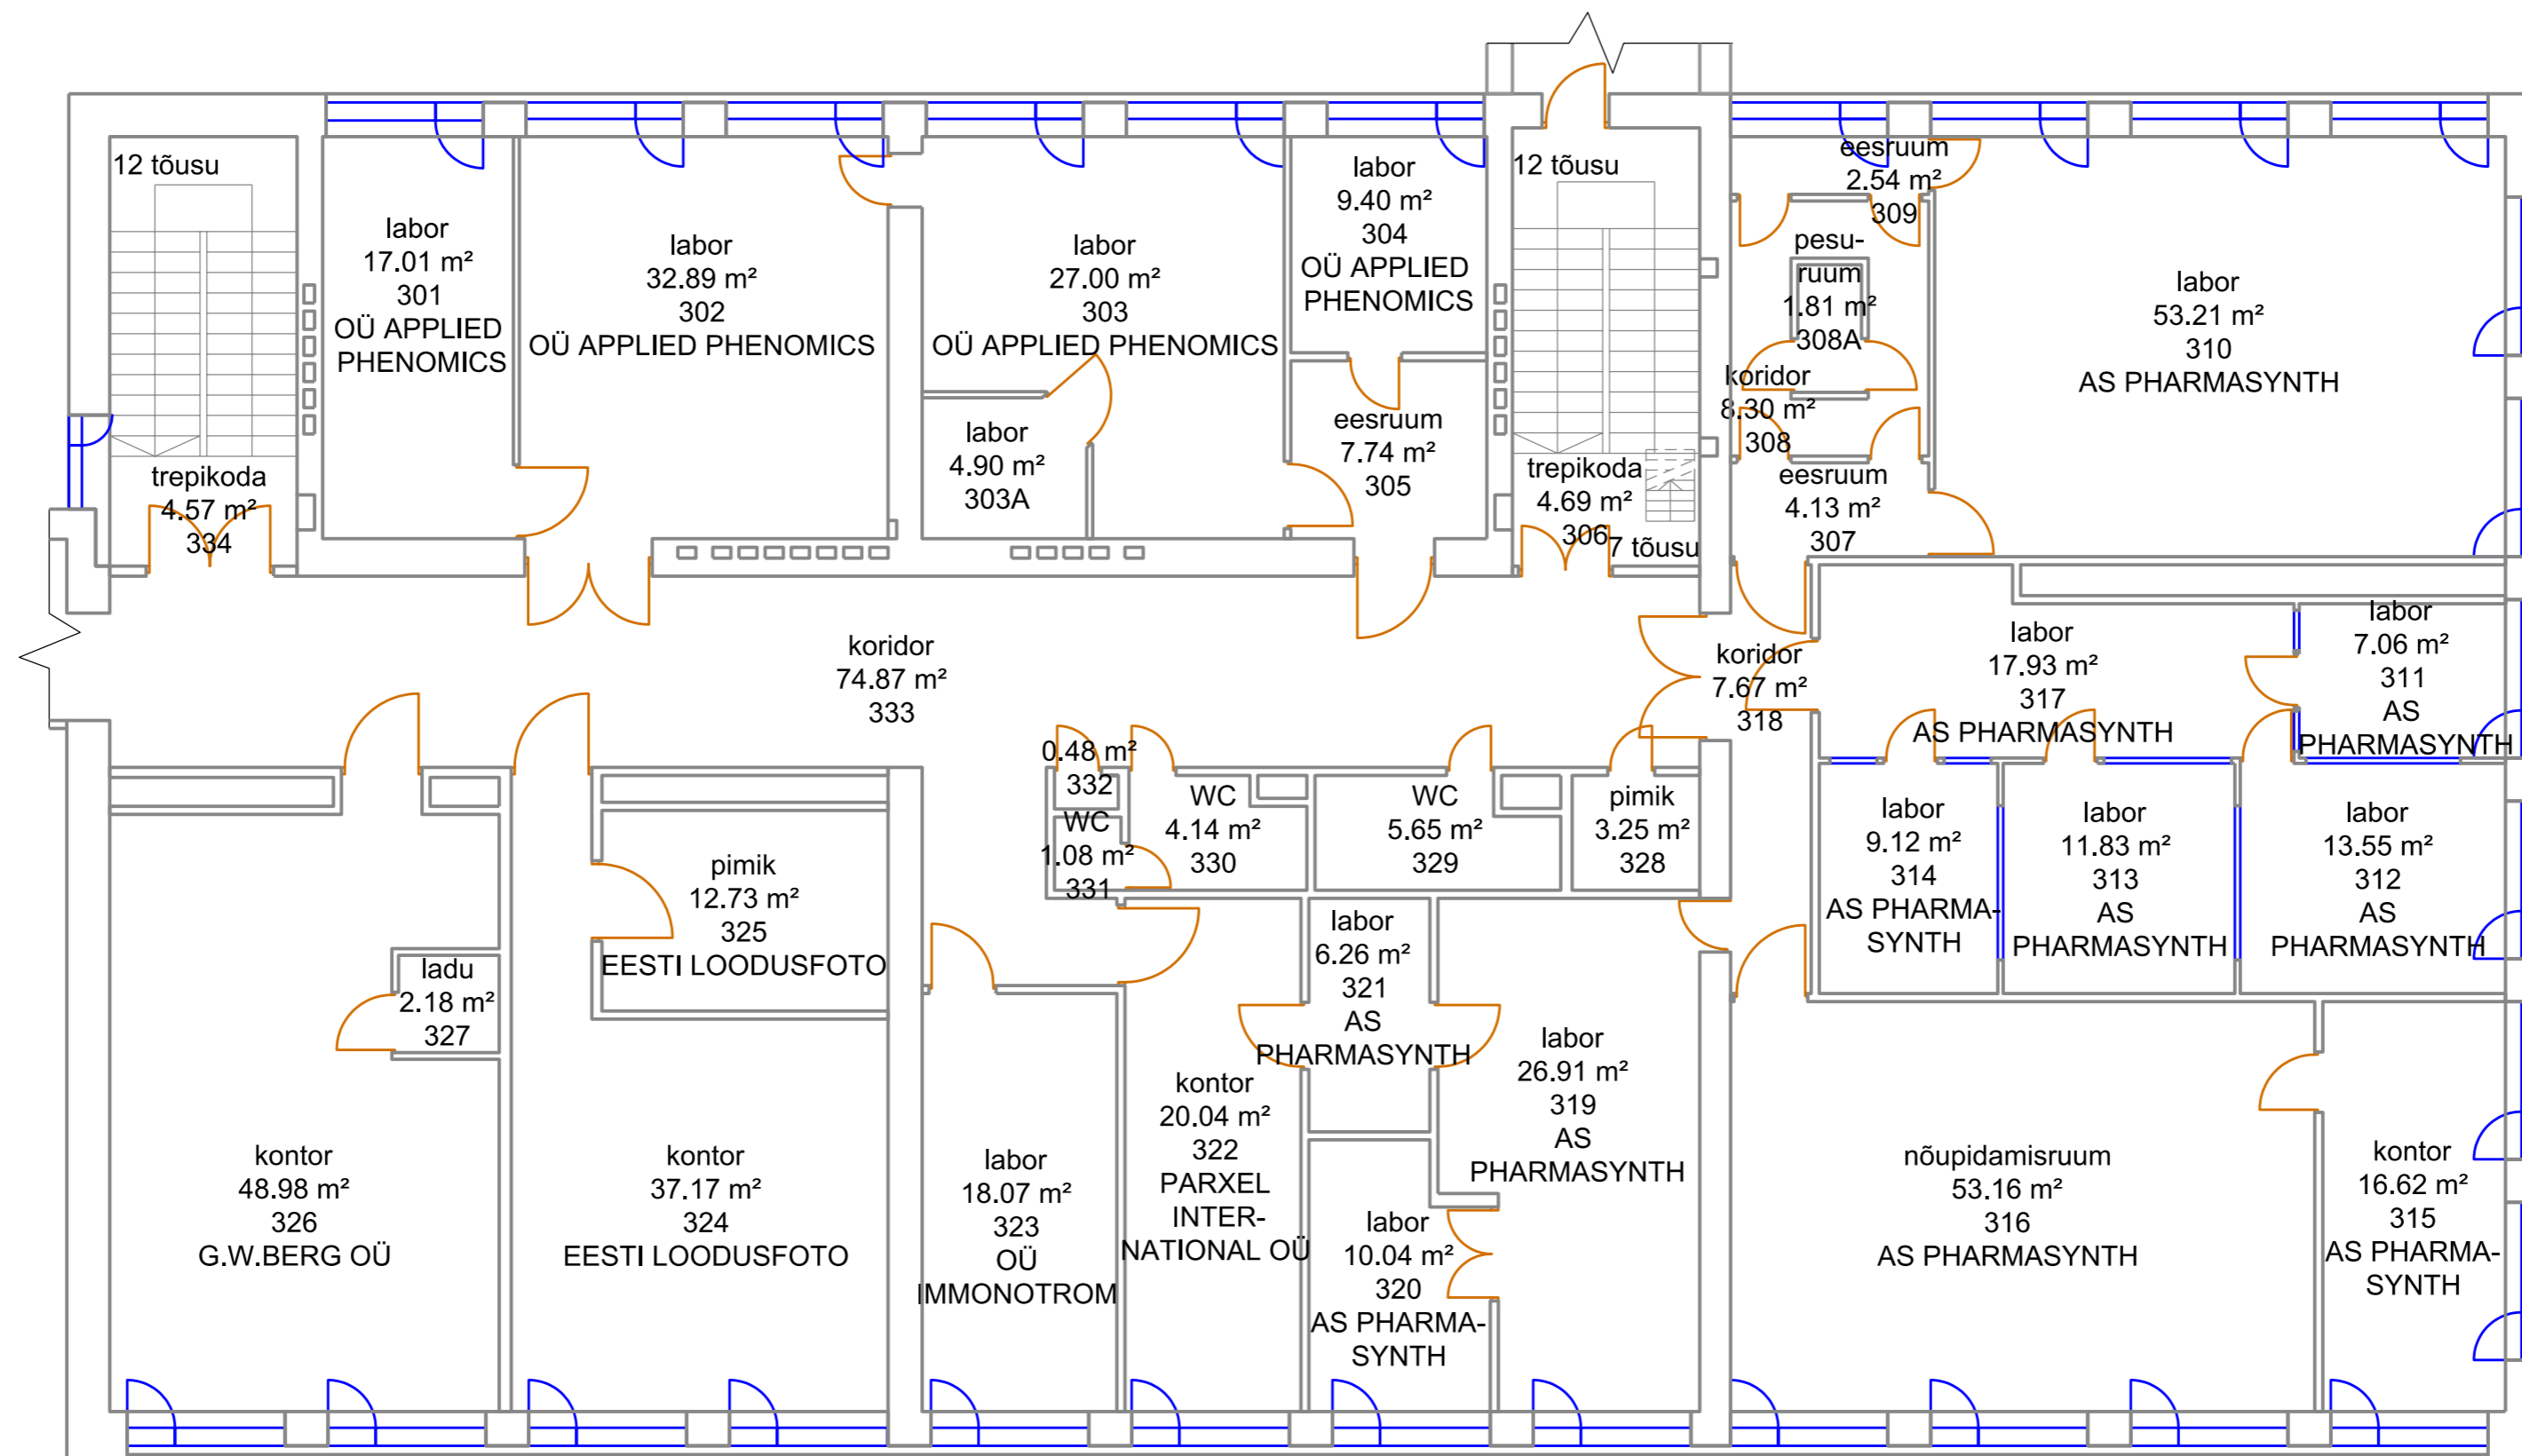 12 tõusu
labor
17.01 m²
301
OÜ APPLIED
PHENOMICS
labor
32.89 m²
302
OÜ APPLIED PHENOMICS
labor
27.00 m²
303
OÜ APPLIED PHENOMICS
labor
9.40 m²
304
OÜ APPLIED
PHENOMICS
12 tõusu
eesruum
2.54 m²
309
pesu-
ruum
1.81 m²
308A
labor
53.21 m²
310
AS PHARMASYNTH
koridor
8.30 m²
308
trepikoda
4.57 m²
334
labor
4.90 m²
303A
eesruum
7.74 m²
305
trepikoda
4.69 m²
306
7 tõusu
eesruum
4.13 m²
307
koridor
74.87 m²
333
koridor
7.67 m²
318
labor
17.93 m²
317
AS PHARMASYNTH
labor
7.06 m²
311
AS
PHARMASYNTH
0.48 m²
332
WC
1.08 m²
331
WC
4.14 m²
330
WC
5.65 m²
329
pimik
3.25 m²
328
labor
9.12 m²
314
AS PHARMA-
SYNTH
labor
11.83 m²
313
AS
PHARMASYNTH
labor
13.55 m²
312
AS
PHARMASYNTH
pimik
12.73 m²
325
EESTI LOODUSFOTO
ladu
2.18 m²
327
labor
6.26 m²
321
AS
PHARMASYNTH
labor
26.91 m²
319
AS
PHARMASYNTH
kontor
48.98 m²
326
G.W.BERG OÜ
kontor
37.17 m²
324
EESTI LOODUSFOTO
labor
18.07 m²
323
OÜ
IMMONOTROM
kontor
20.04 m²
322
PARXEL
INTER-
NATIONAL OÜ
labor
10.04 m²
320
AS PHARMA-
SYNTH
nõupidamisruum
53.16 m²
316
AS PHARMASYNTH
kontor
16.62 m²
315
AS PHARMA-
SYNTH